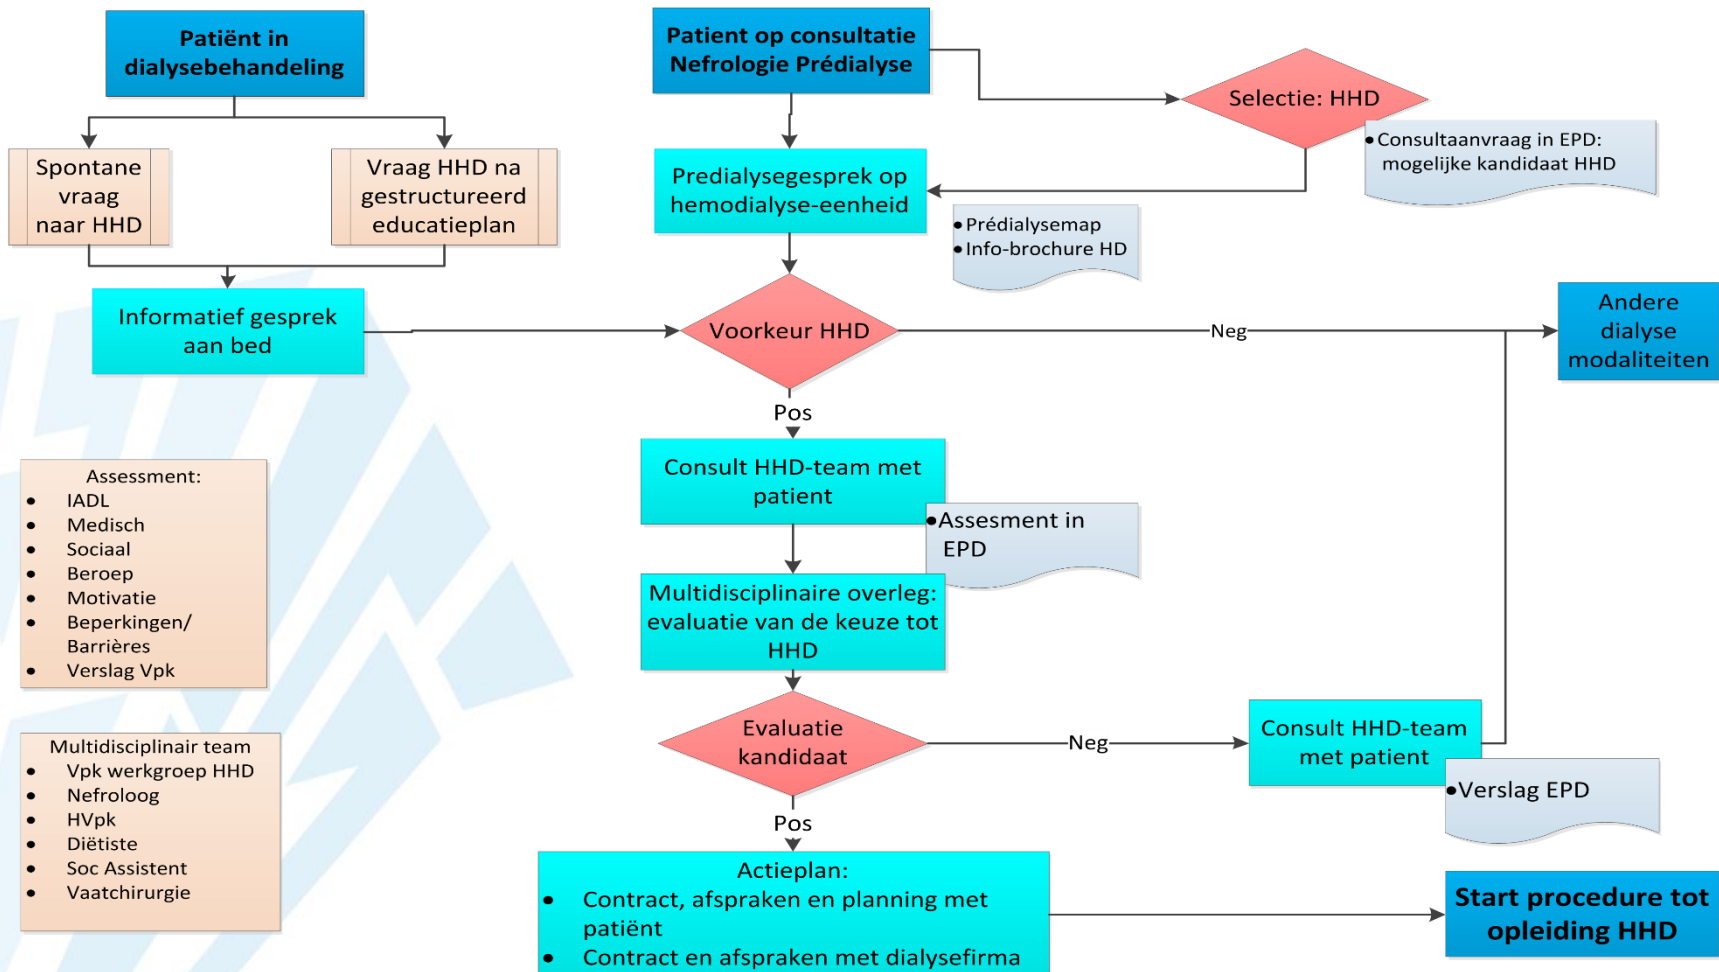 Patiënt in
dialysebehandeling
Patient op consultatie
Nefrologie Prédialyse
Selectie: HHD
• Consultaanvraag in EPD:
mogelijke kandidaat HHD
Spontane
vraag
naar HHD
Vraag HHD na
gestructureerd
educatieplan
Predialysegesprek op
hemodialyse-eenheid
• Prédialysemap
• Info-brochure HD
Informatief gesprek
aan bed
Voorkeur HHD
Neg
Andere
dialyse
modaliteiten
Pos
Consult HHD-team met
patient
• Assesment in
EPD
Assessment:
• IADL
• Medisch
• Sociaal
• Beroep
• Motivatie
• Beperkingen/
Barrières
• Verslag Vpk
Multidisciplinaire overleg:
evaluatie van de keuze tot
HHD
Evaluatie
kandidaat
Neg
Consult HHD-team
met patient
• Verslag EPD
Multidisciplinair team
• Vpk werkgroep HHD
• Nefroloog
• HVpk
• Diëtiste
• Soc Assistent
• Vaatchirurgie
Pos
Actieplan:
• Contract, afspraken en planning met
patiënt
• Contract en afspraken met dialysefirma
Start procedure tot
opleiding HHD